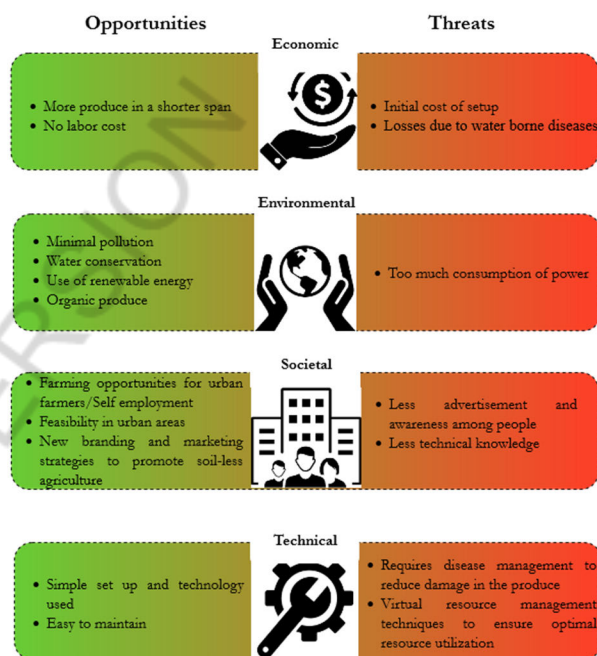 Opportunities
Threats
Economic
• More produce in a shorter span
• No labor cost
$
• Initial cost of setup
• Losses due to water borne diseases
Environmental
• Minimal pollution
• Water conservation
• Use of renewable energy
• Organic produce
• Too much consumption of power
Societal
• Farming opportunities for urban
farmers/Self employment
• Feasibility in urban areas
• New branding and marketing
strategies to promote soil-less
agriculture
• Less advertisement and
awareness among people
• Less technical knowledge
Technical
• Simple set up and technology
used
• Easy to maintain
• Requires disease management to
reduce damage in the produce
• Virtual resource management
techniques to ensure optimal
resource utilization
ERSION